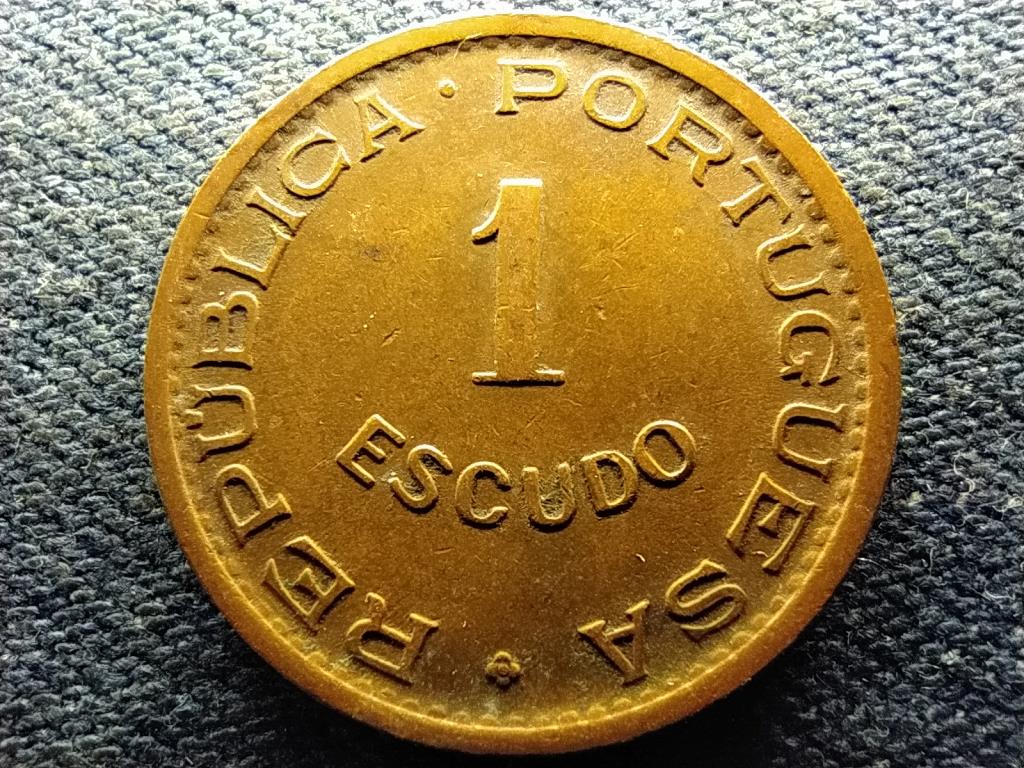 REPÚBLICA · PORTUGUESA
1
ESCUDO